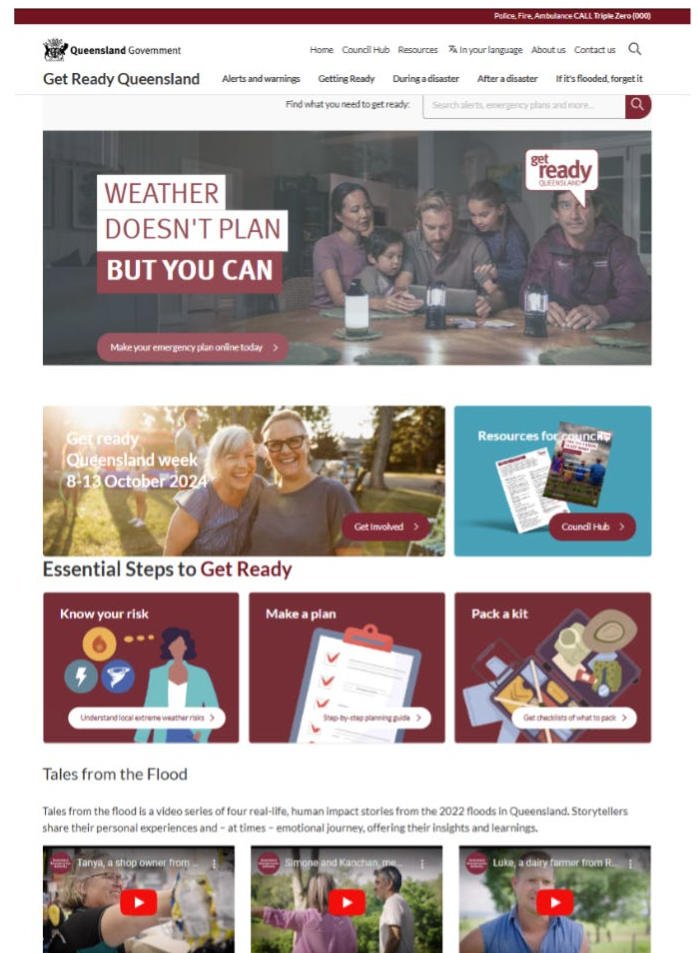 Police, Fire, Ambulance CALL Triple Zero (000)
Queensland Government
Home Council Hub Resources In your language About us Contact us
Get Ready Queensland
Alerts and warnings Getting Ready During a disaster After a disaster If it's flooded, forget it
Find what you need to get ready:
Search alerts, emergency plans and more...
get
ready
QUEENSLAND
WEATHER
DOESN'T PLAN
BUT YOU CAN
Make your emergency plan online today
Get ready
Queensland week
8-13 October 2024
Get Involved
Resources for councils
Council Hub
Essential Steps to Get Ready
Know your risk
Understand local extreme weather risks
Make a plan
Step-by-step planning guide
Pack a kit
Get checklists of what to pack
Tales from the Flood
Tales from the flood is a video series of four real-life, human impact stories from the 2022 floods in Queensland. Storytellers
share their personal experiences and – at times – emotional journey, offering their insights and learnings.
Tanya, a shop owner from ...
Simone and Kanchan, me...
Luke, a dairy farmer from R...